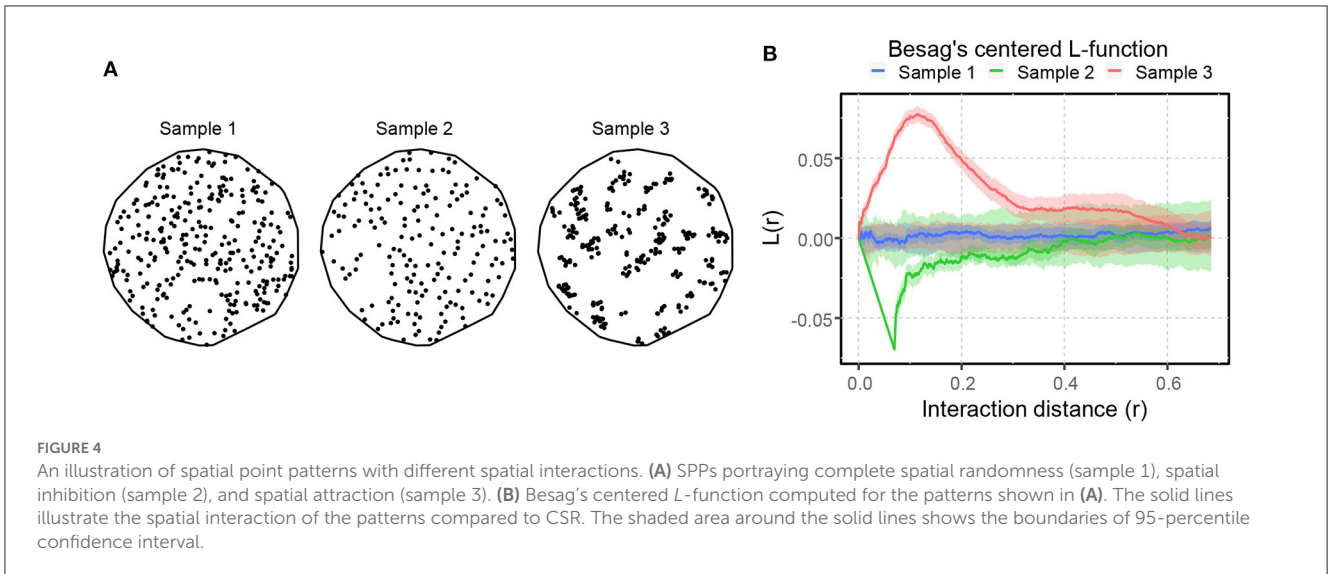 A
Sample 1
Sample 2
Sample 3
B
Besag's centered L-function
Sample 1 Sample 2 Sample 3
L(r)
0.05
0.00
-0.05
0.0 0.2 0.4 0.6
Interaction distance (r)
FIGURE 4
An illustration of spatial point patterns with different spatial interactions. (A) SPPs portraying complete spatial randomness (sample 1), spatial
inhibition (sample 2), and spatial attraction (sample 3). (B) Besag's centered L-function computed for the patterns shown in (A). The solid lines
illustrate the spatial interaction of the patterns compared to CSR. The shaded area around the solid lines shows the boundaries of 95-percentile
confidence interval.